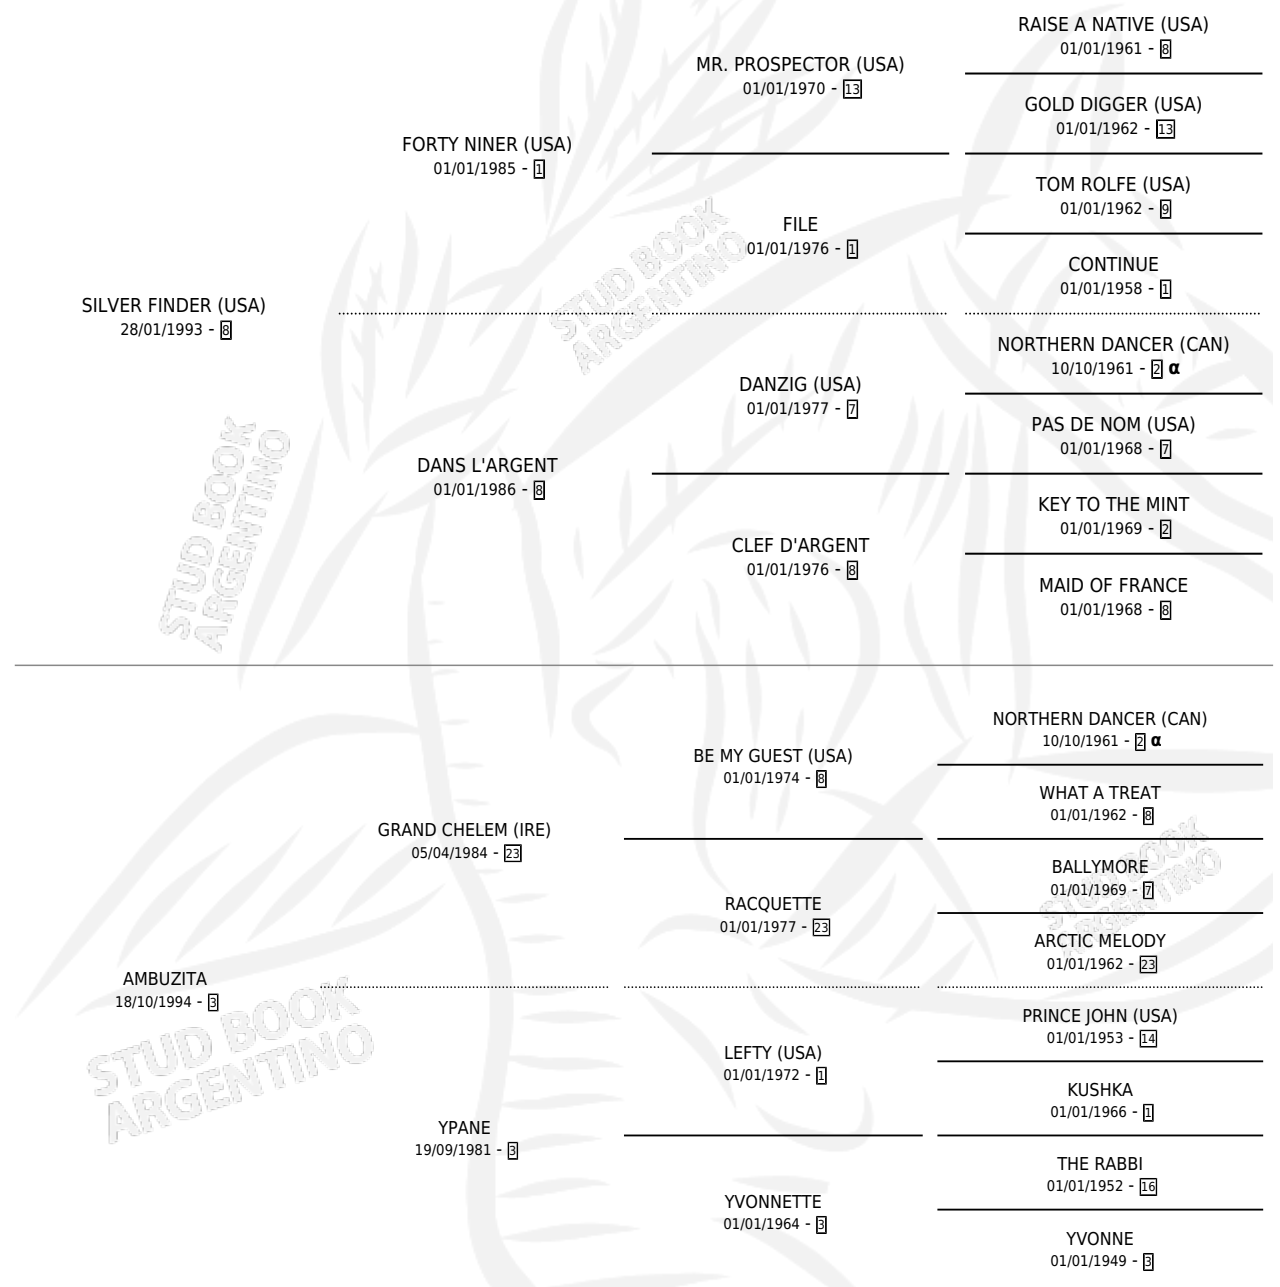 RAISE A NATIVE (USA)
01/01/1961 - 8
MR. PROSPECTOR (USA)
01/01/1970 - 13
GOLD DIGGER (USA)
01/01/1962 - 13
FORTY NINER (USA)
01/01/1985 - 1
TOM ROLFE (USA)
01/01/1962 - 9
FILE
01/01/1976 - 1
CONTINUE
01/01/1958 - 1
SILVER FINDER (USA)
28/01/1993 - 8
NORTHERN DANCER (CAN)
10/10/1961 - 2 α
DANZIG (USA)
01/01/1977 - 7
PAS DE NOM (USA)
01/01/1968 - 7
DANS L'ARGENT
01/01/1986 - 8
KEY TO THE MINT
01/01/1969 - 2
CLEF D'ARGENT
01/01/1976 - 8
MAID OF FRANCE
01/01/1968 - 8
NORTHERN DANCER (CAN)
10/10/1961 - 2 α
BE MY GUEST (USA)
01/01/1974 - 8
WHAT A TREAT
01/01/1962 - 8
GRAND CHELEM (IRE)
05/04/1984 - 23
BALLYMORE
01/01/1969 - 7
RACQUETTE
01/01/1977 - 23
ARCTIC MELODY
01/01/1962 - 23
AMBUZITA
18/10/1994 - 3
PRINCE JOHN (USA)
01/01/1953 - 14
LEFTY (USA)
01/01/1972 - 1
KUSHKA
01/01/1966 - 1
YPANE
19/09/1981 - 3
THE RABBI
01/01/1952 - 16
YVONNETTE
01/01/1964 - 3
YVONNE
01/01/1949 - 3
STUD BOOK
ARGENTINO
STUD BOOK
ARGENTINO
STUD BOOK
ARGENTINO
STUD BOOK
ARGENTINO